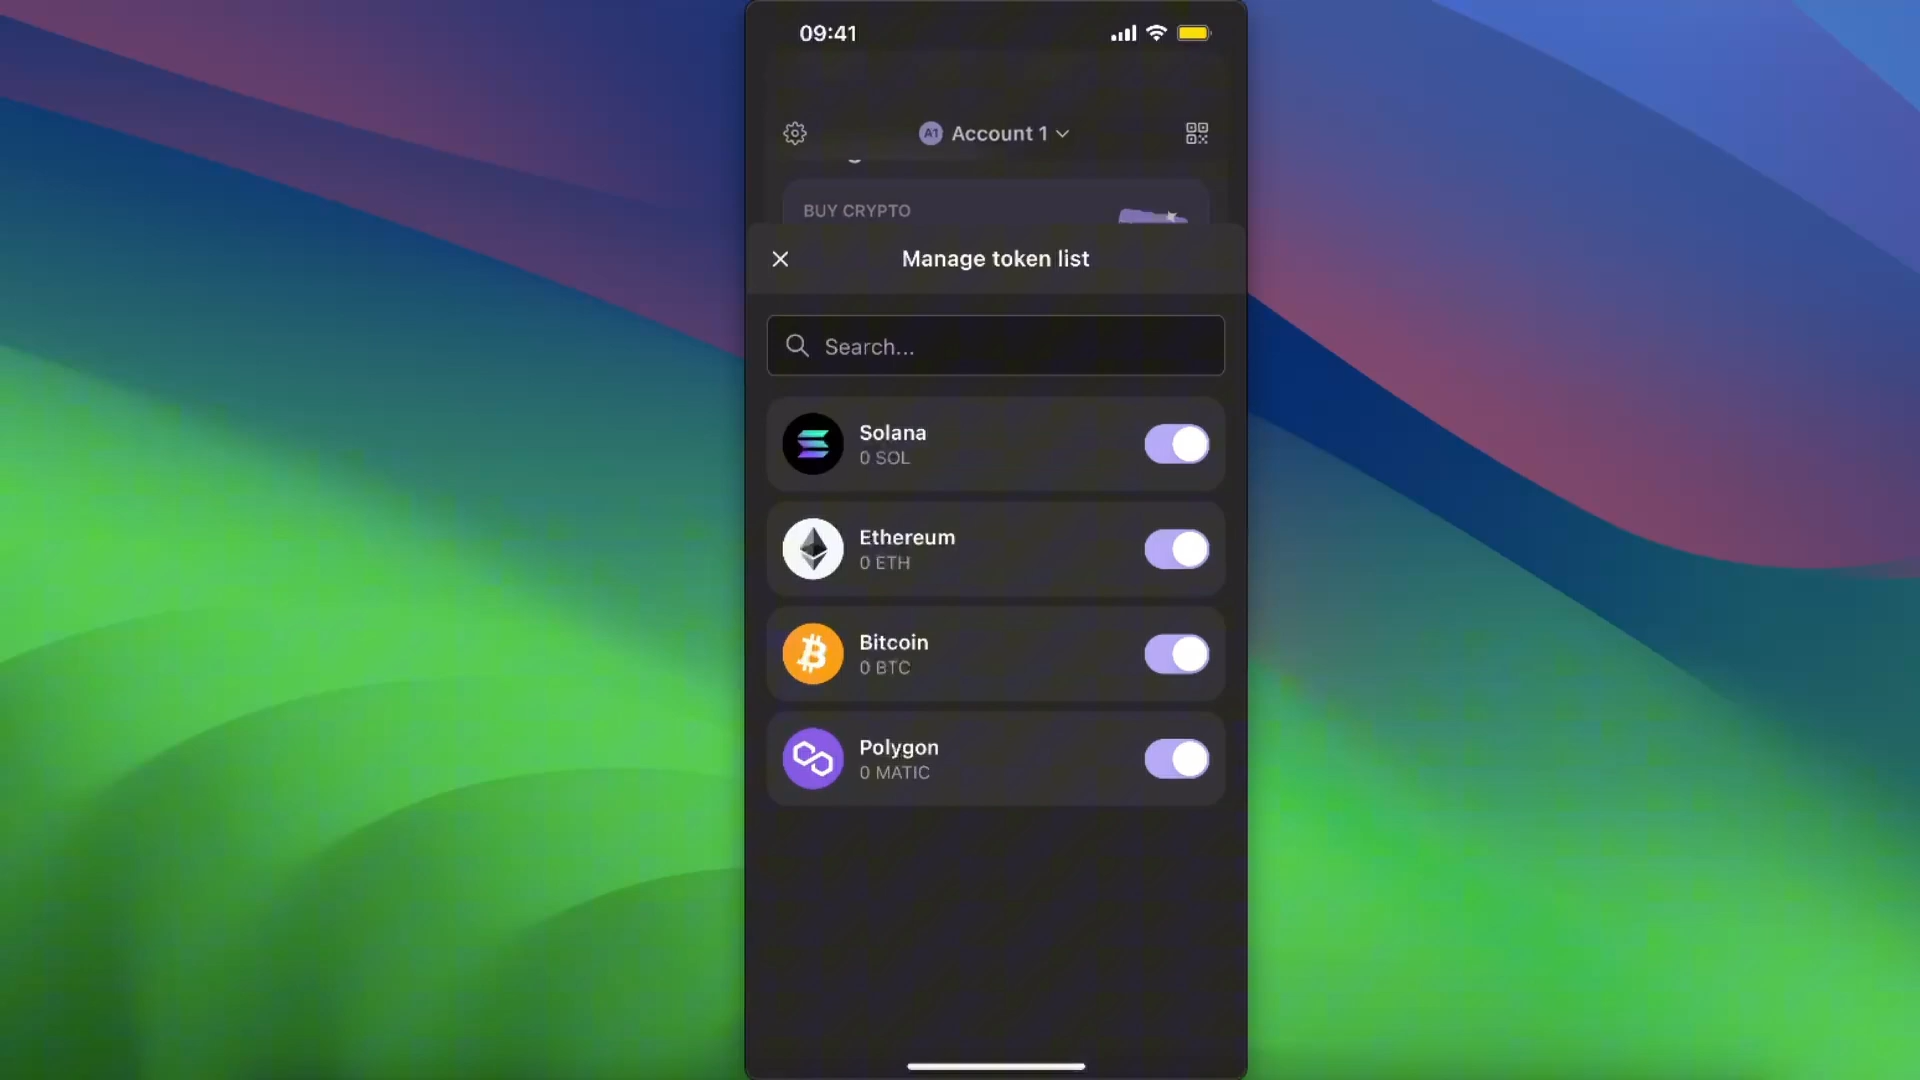 09:41
A1 Account 1
BUY CRYPTO
Manage token list
Search...
Solana
0 SOL
Ethereum
0 ETH
Bitcoin
0 BTC
Polygon
0 MATIC